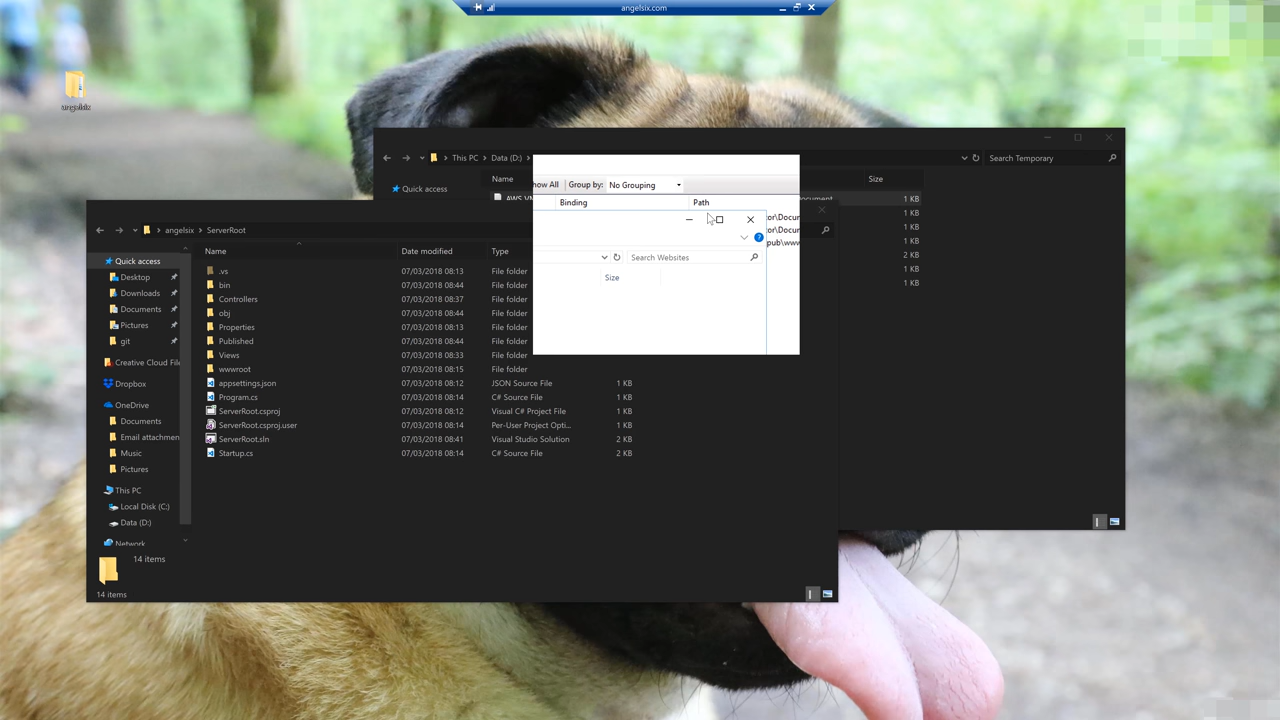 angelsix.com
angelsix
This PC
Data (D:)
Search Temporary
Quick access
Name
Size
1 KB
1 KB
1 KB
1 KB
2 KB
1 KB
1 KB
how All
Group by:
No Grouping
Binding
Path
tor\Docum
tor\Docum
pub\www
Search Websites
Size
angelsix
ServerRoot
Name
Date modified
Type
.vs 07/03/2018 08:13 File folder
bin 07/03/2018 08:44 File folder
Controllers 07/03/2018 08:37 File folder
obj 07/03/2018 08:44 File folder
Properties 07/03/2018 08:13 File folder
Published 07/03/2018 08:44 File folder
Views 07/03/2018 08:33 File folder
wwwroot 07/03/2018 08:15 File folder
appsettings.json 07/03/2018 08:12 JSON Source File 1 KB
Program.cs 07/03/2018 08:14 C# Source File 1 KB
ServerRoot.csproj 07/03/2018 08:12 Visual C# Project File 1 KB
ServerRoot.csproj.user 07/03/2018 08:14 Per-User Project Opti... 1 KB
ServerRoot.sln 07/03/2018 08:41 Visual Studio Solution 2 KB
Startup.cs 07/03/2018 08:14 C# Source File 2 KB
Quick access
Desktop
Downloads
Documents
Pictures
git
Creative Cloud File
Dropbox
OneDrive
Documents
Email attachmen
Music
Pictures
This PC
Local Disk (C:)
Data (D:)
Network
14 items
14 items